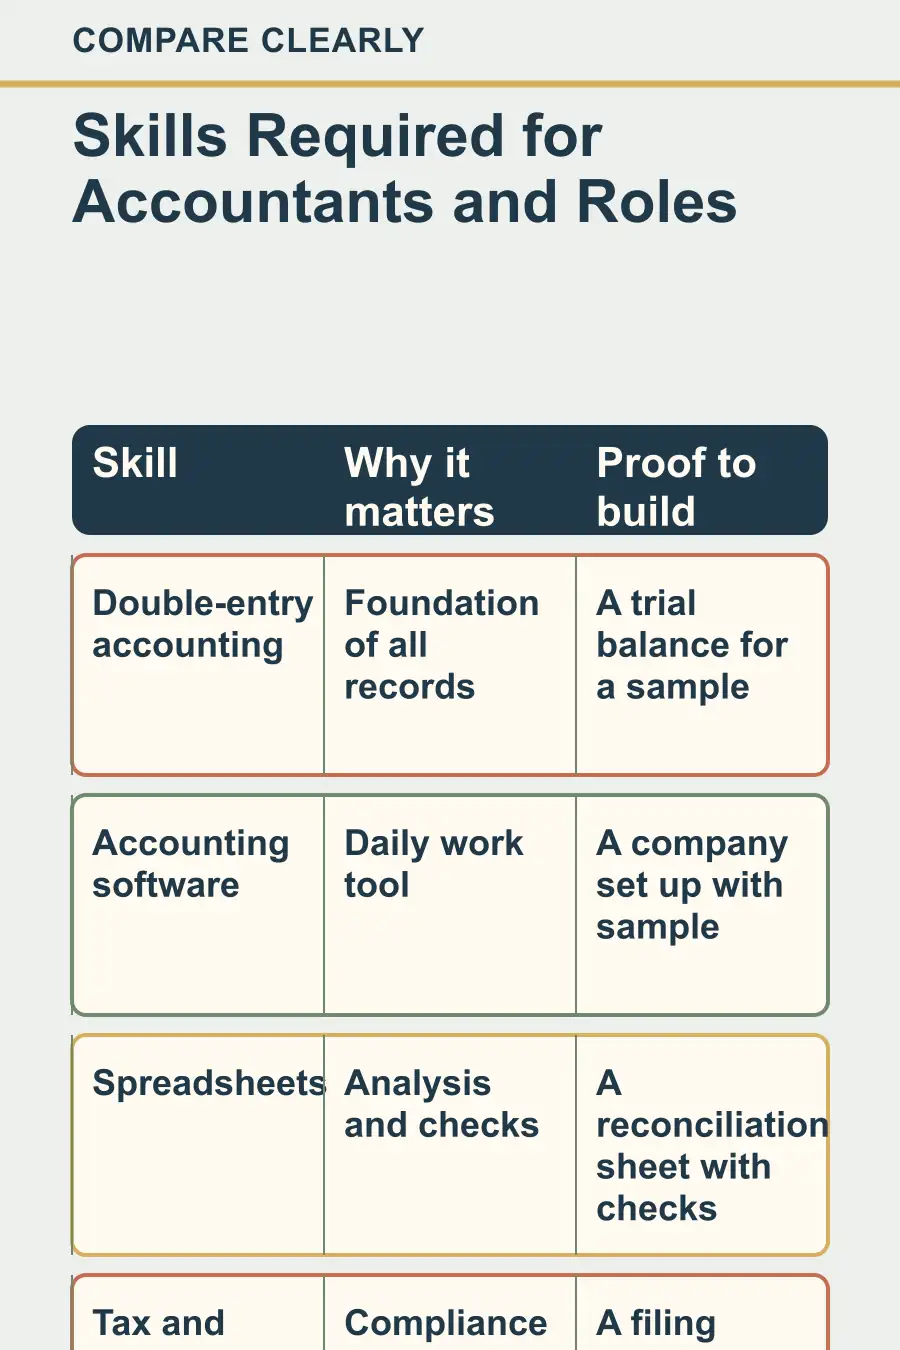 COMPARE CLEARLY
Skills Required for
Accountants and Roles
Skill
Why it
matters
Proof to
build
Double-entry
accounting
Foundation
of all
records
A trial
balance for
a sample
Accounting
software
Daily work
tool
A company
set up with
sample
Spreadsheets
Analysis
and checks
A
reconciliation
sheet with
checks
Tax and
Compliance
A filing